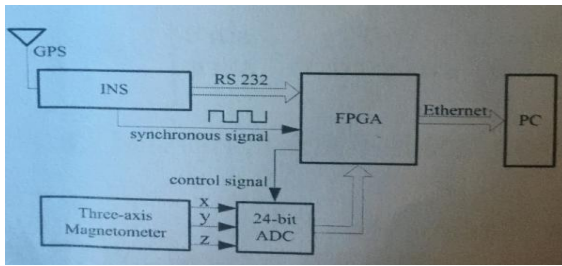 GPS
INS
RS 232
synchronous signal
FPGA
Ethernet
PC
control signal
Three-axis
Magnetometer
x
y
z
24-bit
ADC